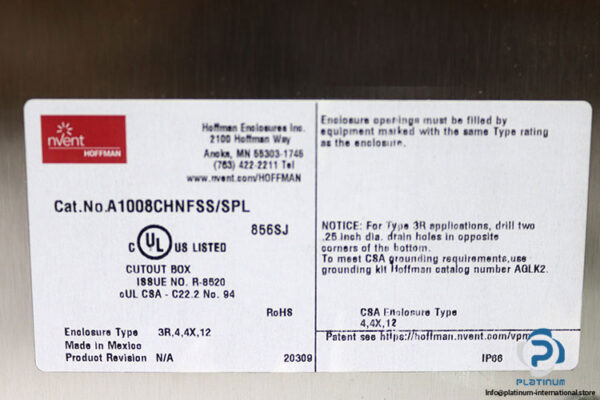 nVent
HOFFMAN
Hoffman Enclosures Inc.
2100 Hoffman Way
Anoka, MN 55303-1745
(763) 422-2211 Tel
www.nvent.com/HOFFMAN
Cat.No.A1008CHNFSS/SPL
856SJ
C UL US LISTED
CUTOUT BOX
ISSUE NO. R-8520
cUL CSA - C22.2 No. 94
RoHS
Enclosure Type 3R,4,4X,12
Made in Mexico
Product Revision N/A
20309
Enclosure openings must be filled by
equipment marked with the same Type rating
as the enclosure.
NOTICE: For Type 3R applications, drill two
.25 inch dia. drain holes in opposite
corners of the bottom.
To meet CSA grounding requirements,use
grounding kit Hoffman catalog number AGLK2.
CSA Enclosure Type
4,4X,12
Patent see https://hoffman.nvent.com/vpm
IP66
PLATINUM
info@platinum-international.store